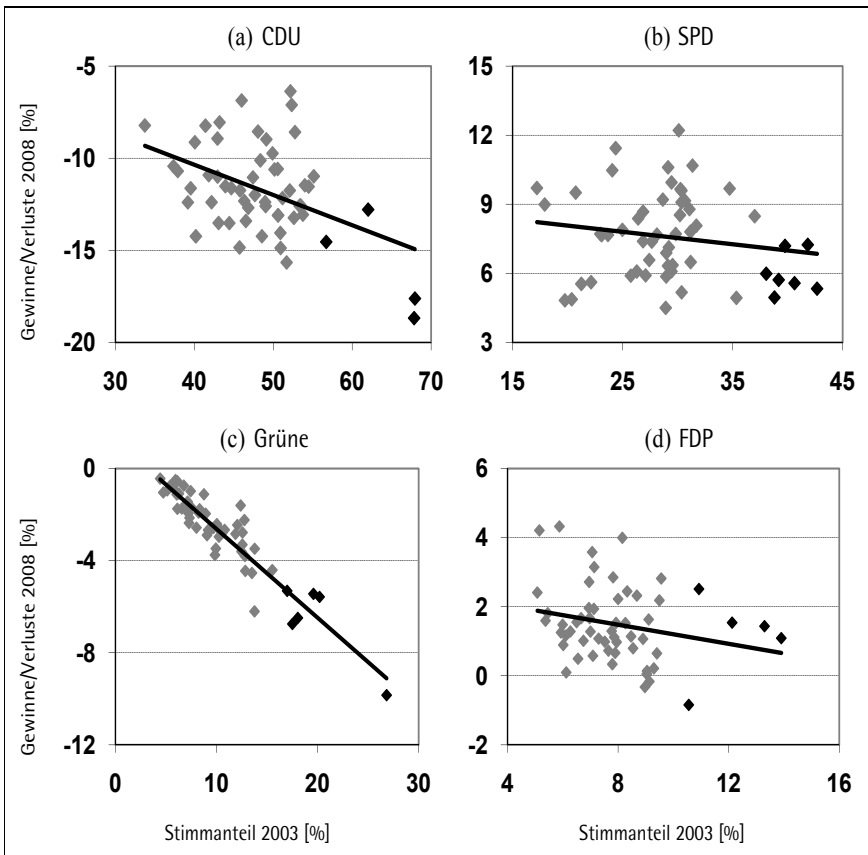 (a) CDU
(b) SPD
Gewinne/Verluste 2008 [%]
-5
-10
-15
-20
30 40 50 60 70
15
12
9
6
3
15 25 35 45
(c) Grüne
(d) FDP
Gewinne/Verluste 2008 [%]
0
-4
-8
-12
0 10 20 30
6
4
2
0
-2
4 8 12 16
Stimmanteil 2003 [%]
Stimmanteil 2003 [%]